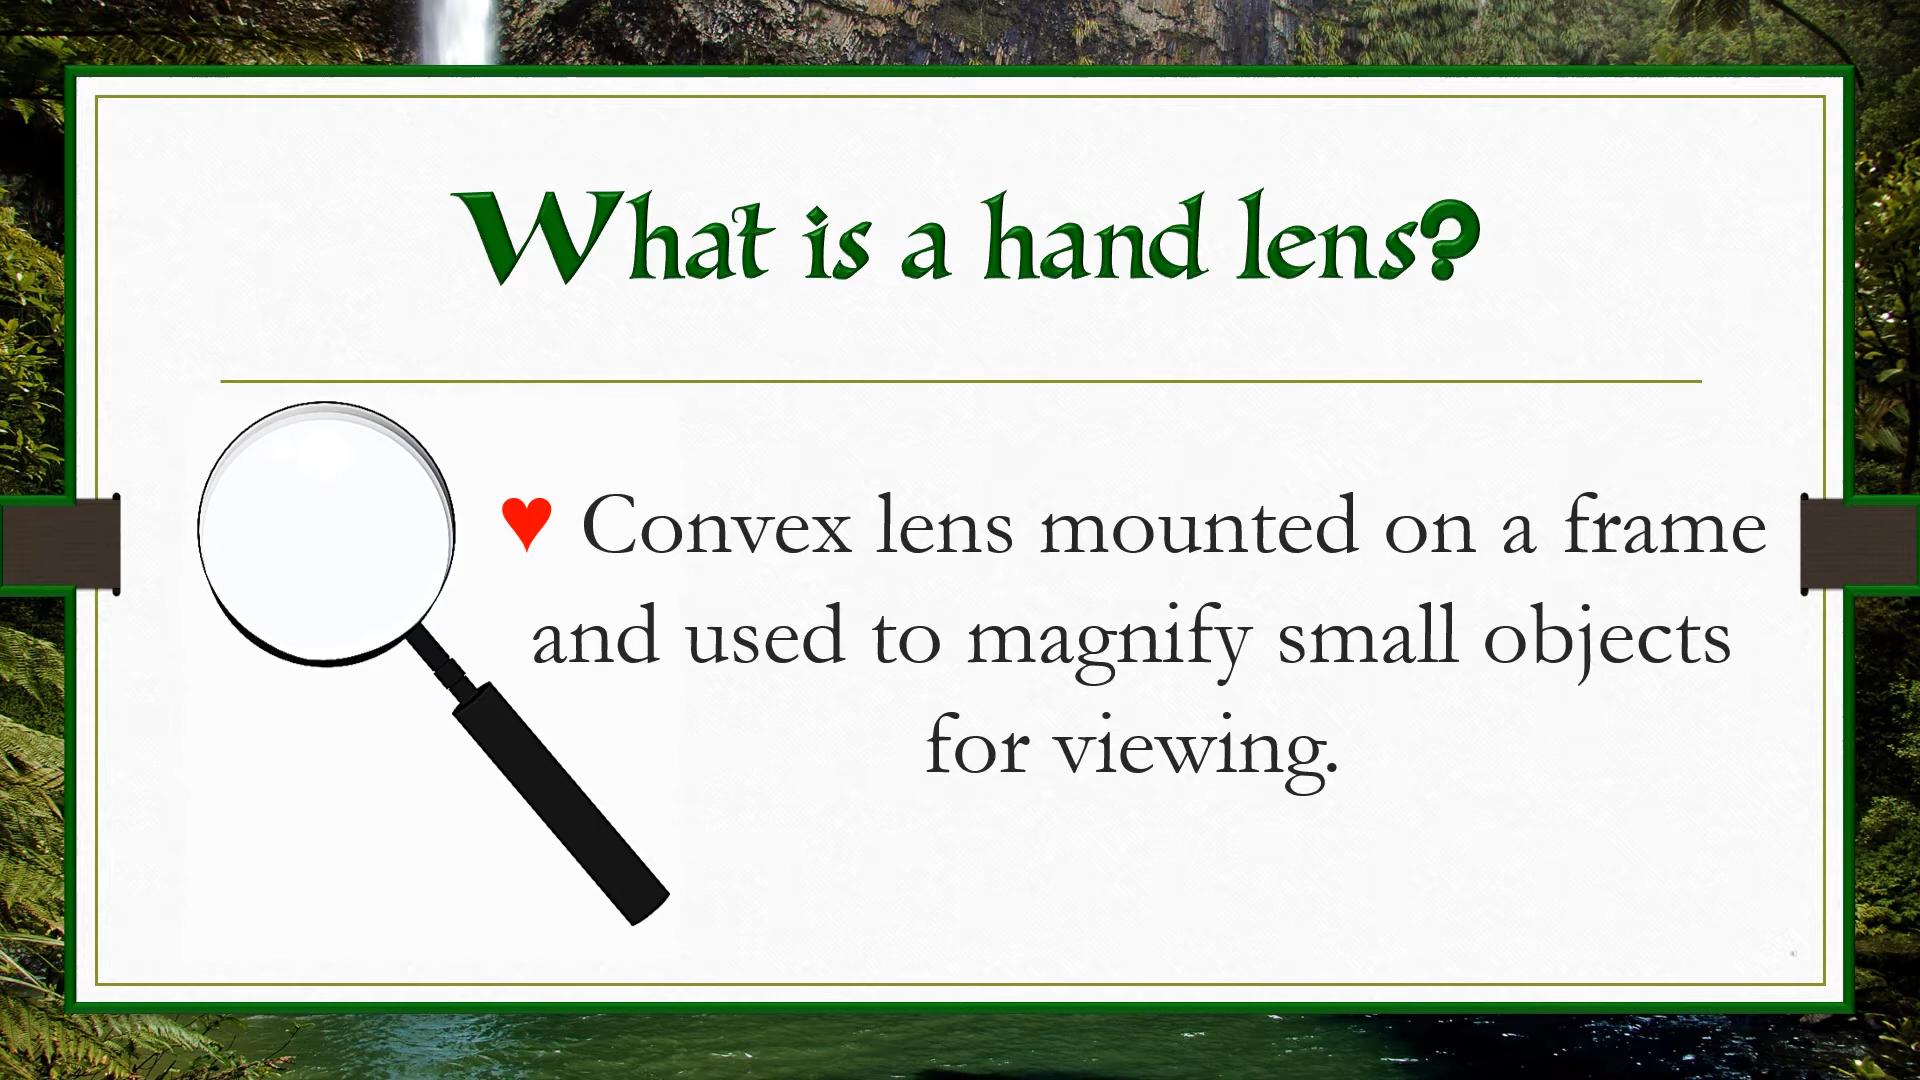 What is a hand lens?
♥ Convex lens mounted on a frame
and used to magnify small objects
for viewing.